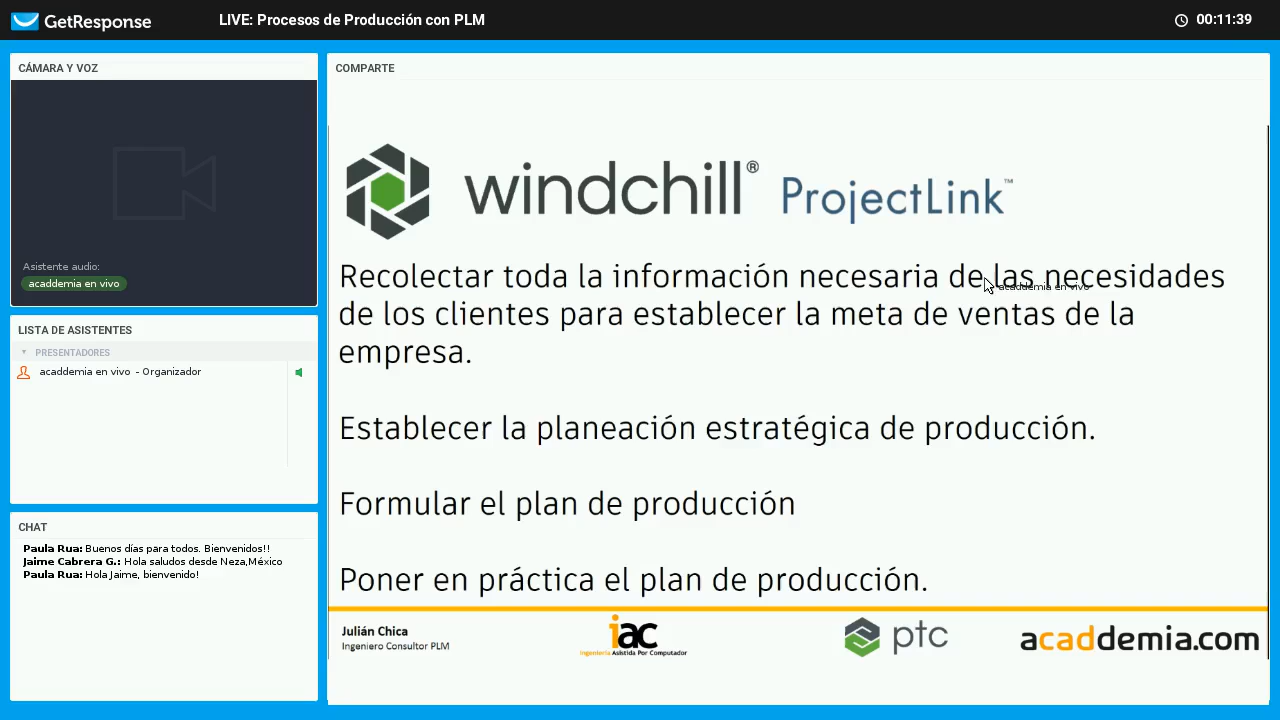 GetResponse
LIVE: Procesos de Producción con PLM
00:11:39
CÁMARA Y VOZ
Asistente audio:
acaddemia en vivo
LISTA DE ASISTENTES
PRESENTADORES
acaddemia en vivo - Organizador
CHAT
Paula Rua: Buenos días para todos. Bienvenidos!!
Jaime Cabrera G.: Hola saludos desde Neza,México
Paula Rua: Hola Jaime, bienvenido!
COMPARTE
windchill® ProjectLink™
Recolectar toda la información necesaria de las necesidades
de los clientes para establecer la meta de ventas de la
empresa.
acaddemia en vivo
Establecer la planeación estratégica de producción.
Formular el plan de producción
Poner en práctica el plan de producción.
Julián Chica
Ingeniero Consultor PLM
iac
Ingeniería Asistida Por Computador
ptc
acaddemia.com